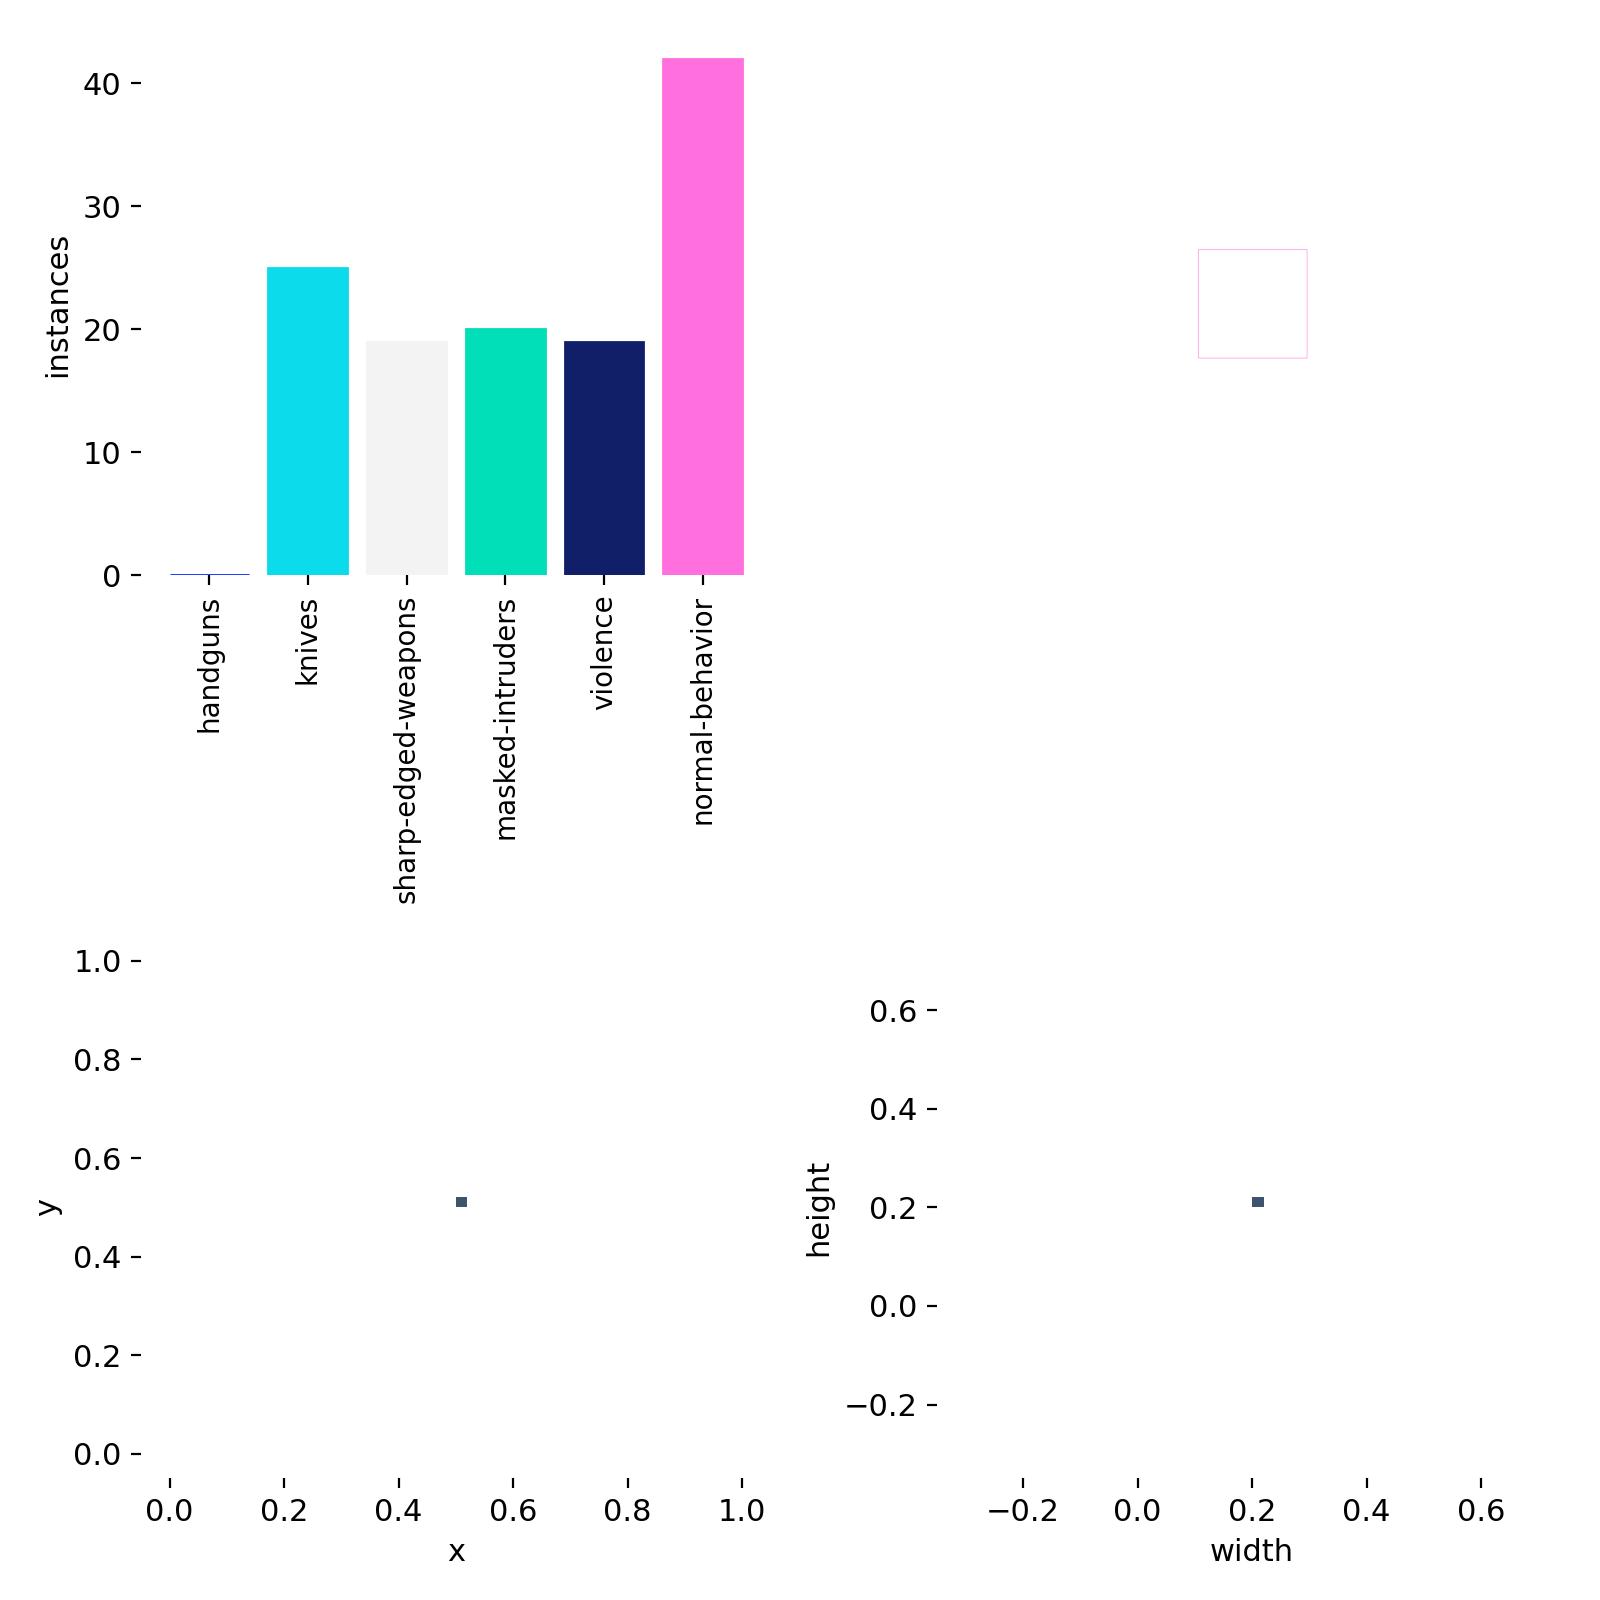 40
30
20
10
0
instances
handguns
knives
sharp-edged-weapons
masked-intruders
violence
normal-behavior
1.0
0.8
0.6
0.4
0.2
0.0
y
0.0 0.2 0.4 0.6 0.8 1.0
x
0.6
0.4
0.2
0.0
−0.2
height
−0.2 0.0 0.2 0.4 0.6
width